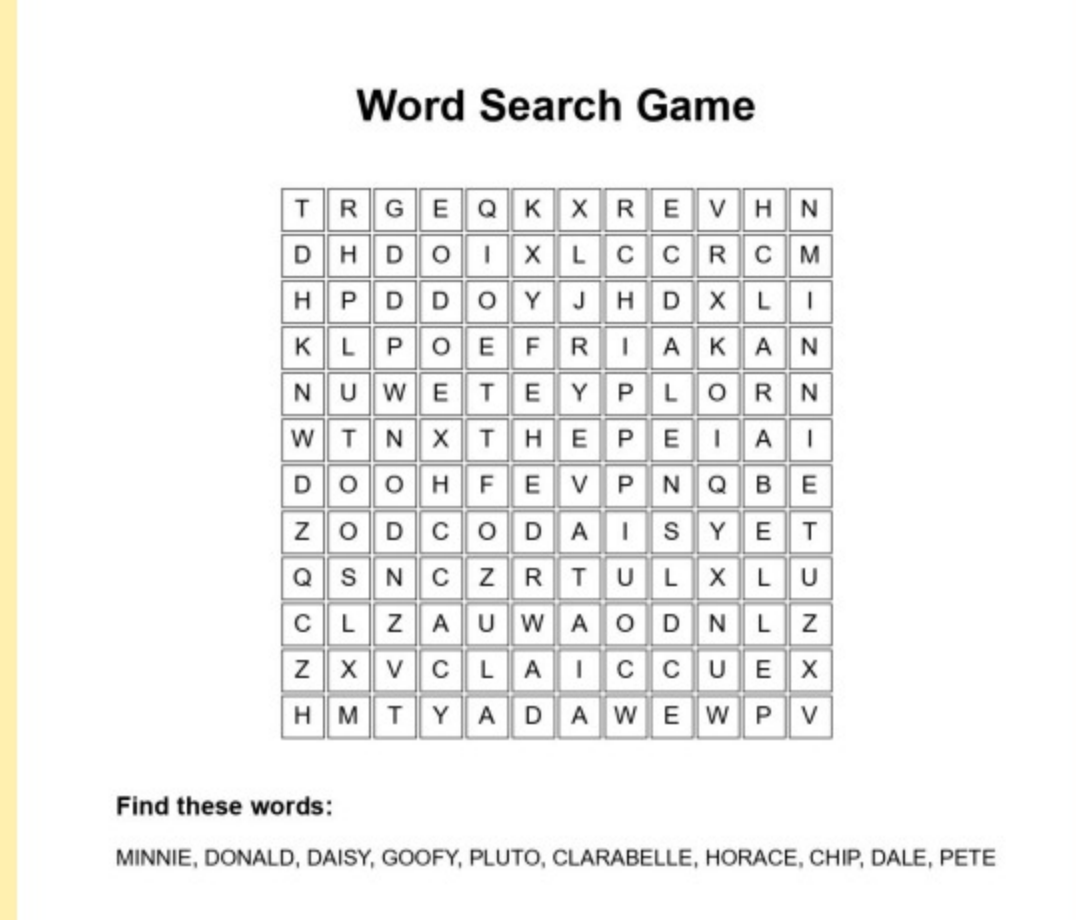 Word Search Game
T R G E Q K X R E V H N
D H D O I X L C C R C M
H P D D O Y J H D X L I
K L P O E F R I A K A N
N U W E T E Y P L O R N
W T N X T H E P E I A I
D O O H F E V P N Q B E
Z O D C O D A I S Y E T
Q S N C Z R T U L X L U
C L Z A U W A O D N L Z
Z X V C L A I C C U E X
H M T Y A D A W E W P V
Find these words:
MINNIE, DONALD, DAISY, GOOFY, PLUTO, CLARABELLE, HORACE, CHIP, DALE, PETE